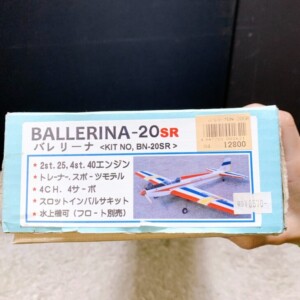 BALLERINA-20SR
バレリーナ <KIT NO, BN-20SR>
・2st.25,4st.40エンジン
・トレーナー,スポーツモデル
・4CH. 4サーボ
・スロットインバルサキット
・水上機可(フロート別売)
12800